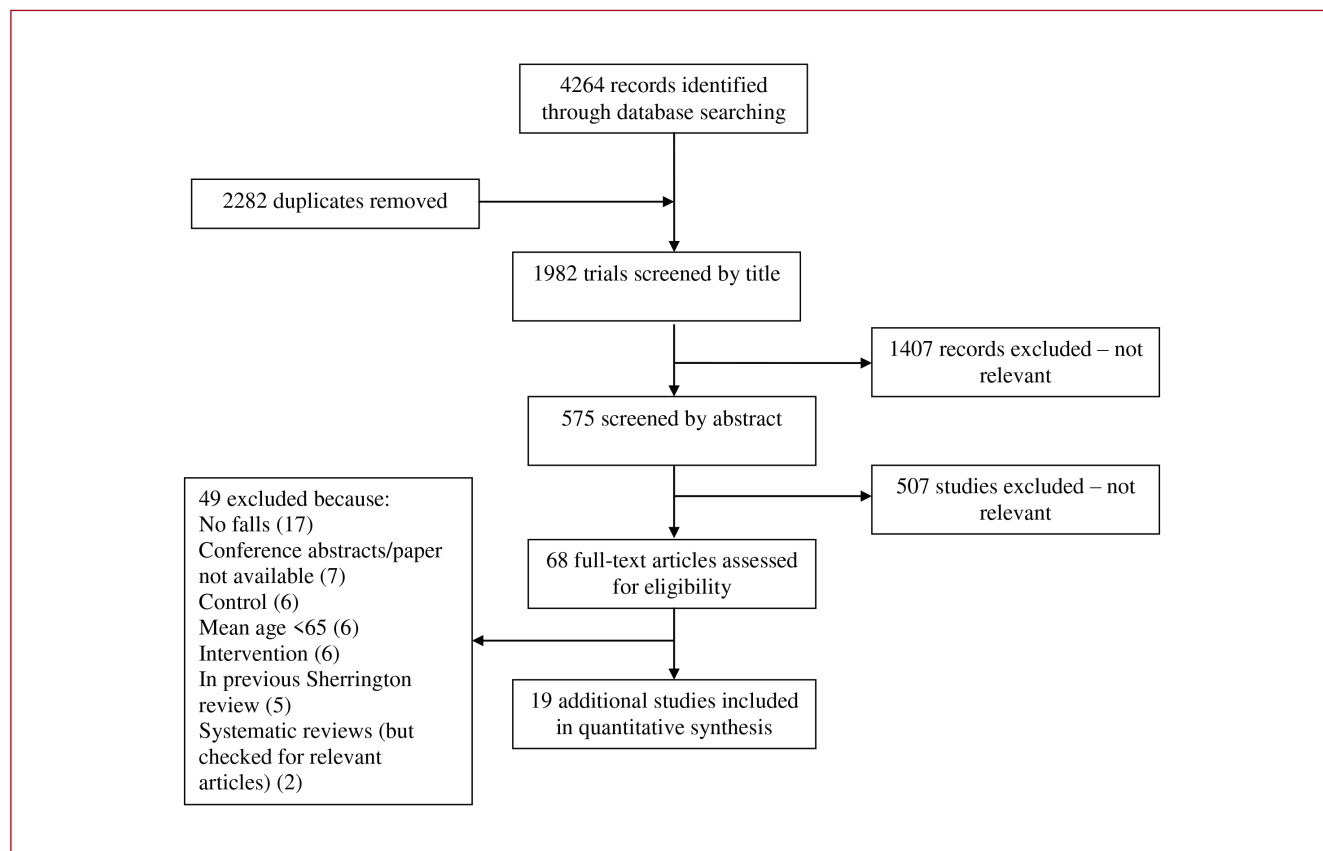 4264 records identified
through database searching
2282 duplicates removed
1982 trials screened by title
1407 records excluded – not
relevant
575 screened by abstract
507 studies excluded – not
relevant
68 full-text articles assessed
for eligibility
49 excluded because:
No falls (17)
Conference abstracts/paper
not available (7)
Control (6)
Mean age <65 (6)
Intervention (6)
In previous Sherrington
review (5)
Systematic reviews (but
checked for relevant
articles) (2)
19 additional studies included
in quantitative synthesis